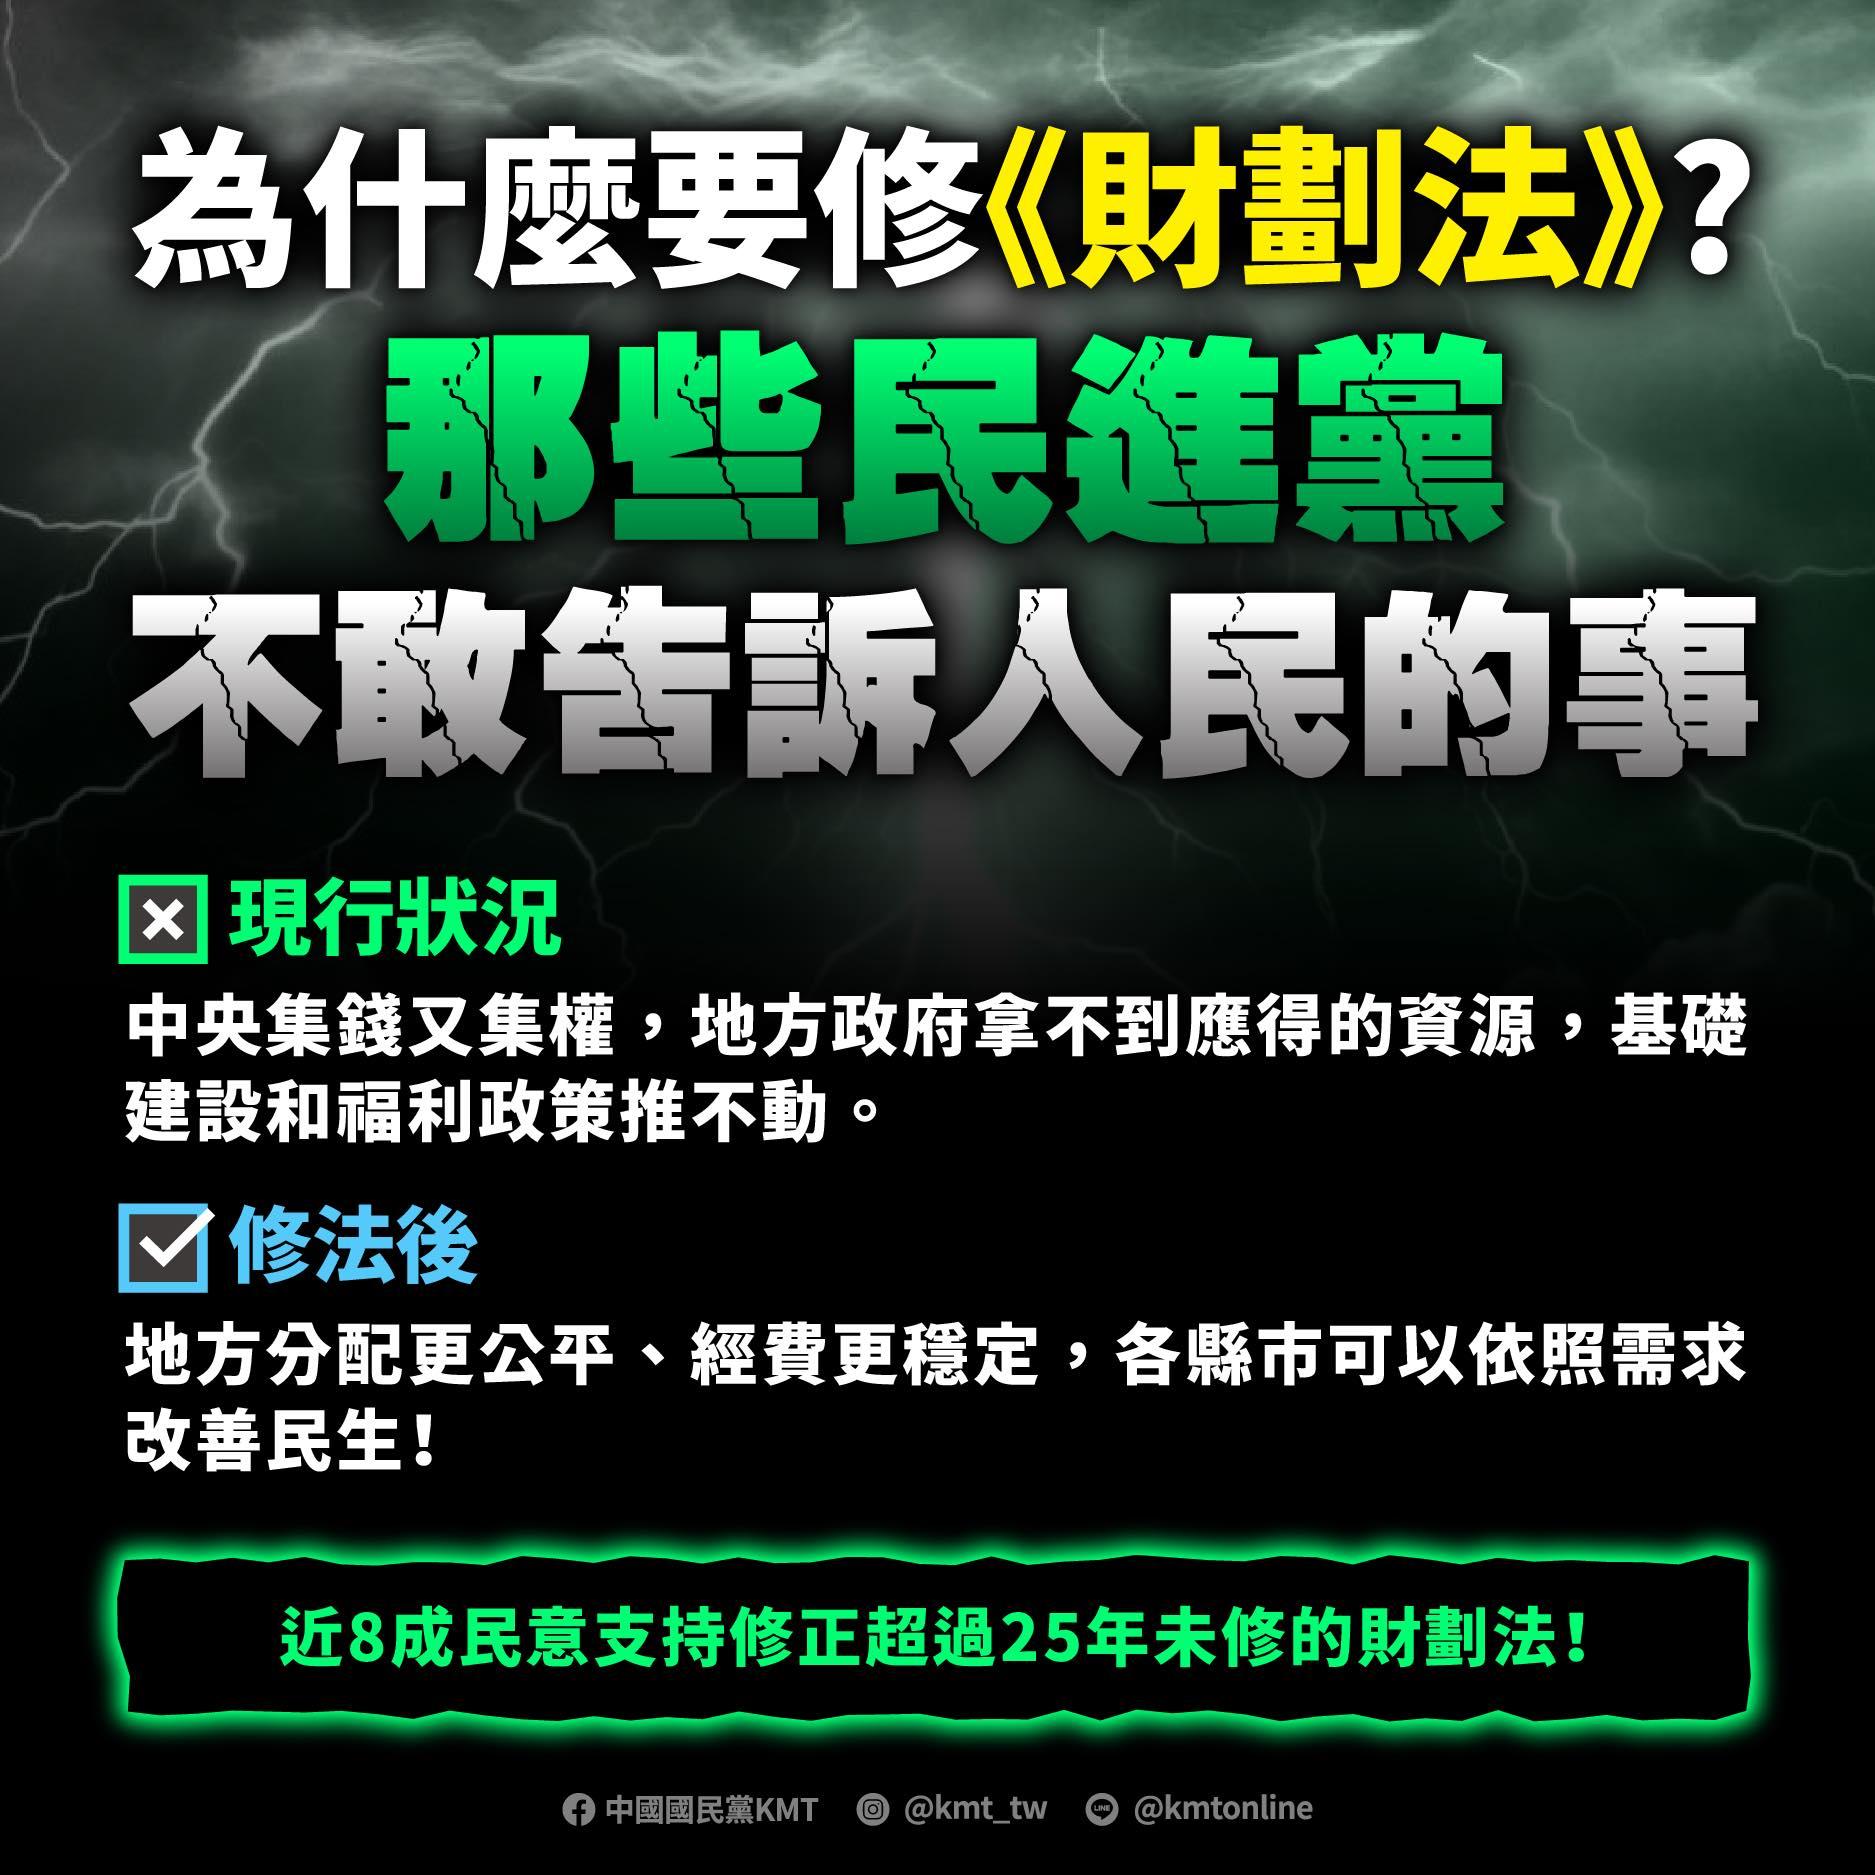 為什麼要修《財劃法》?
那些民進黨
不敢告訴人民的事
現行狀況
中央集錢又集權，地方政府拿不到應得的資源，基礎
建設和福利政策推不動。
修法後
地方分配更公平、經費更穩定，各縣市可以依照需求
改善民生!
近8成民意支持修正超過25年未修的財劃法!
中國國民黨KMT @kmt_tw LINE @kmtonline